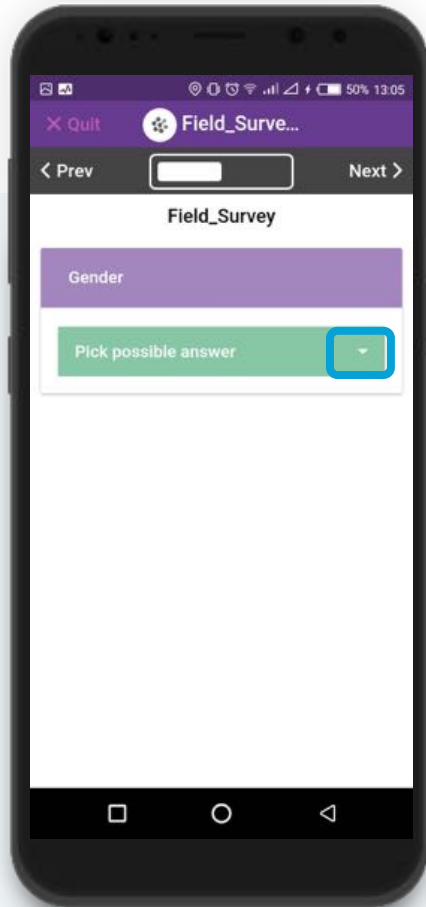 50% 13:05
Quit Field_Surve...
Prev Next
Field_Survey
Gender
Pick possible answer